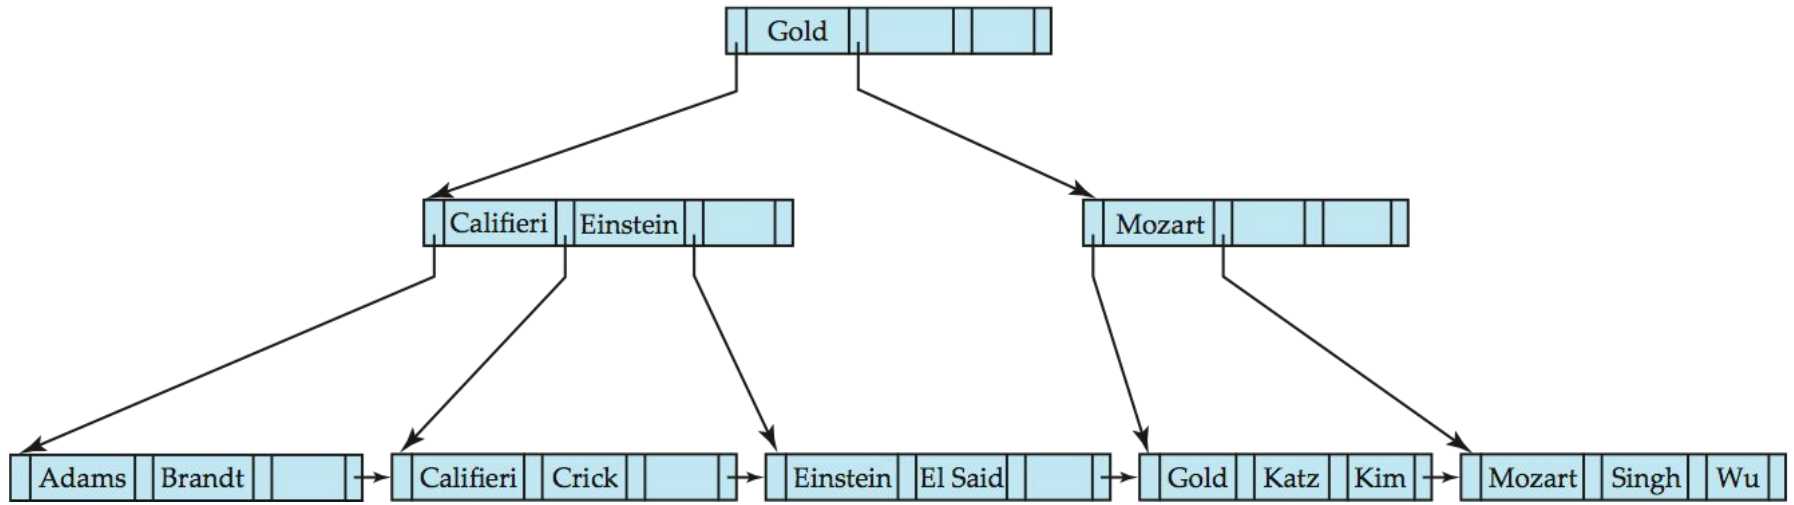 Gold
Califieri Einstein Mozart
Adams Brandt Califieri Crick Einstein El Said Gold Katz Kim Mozart Singh Wu